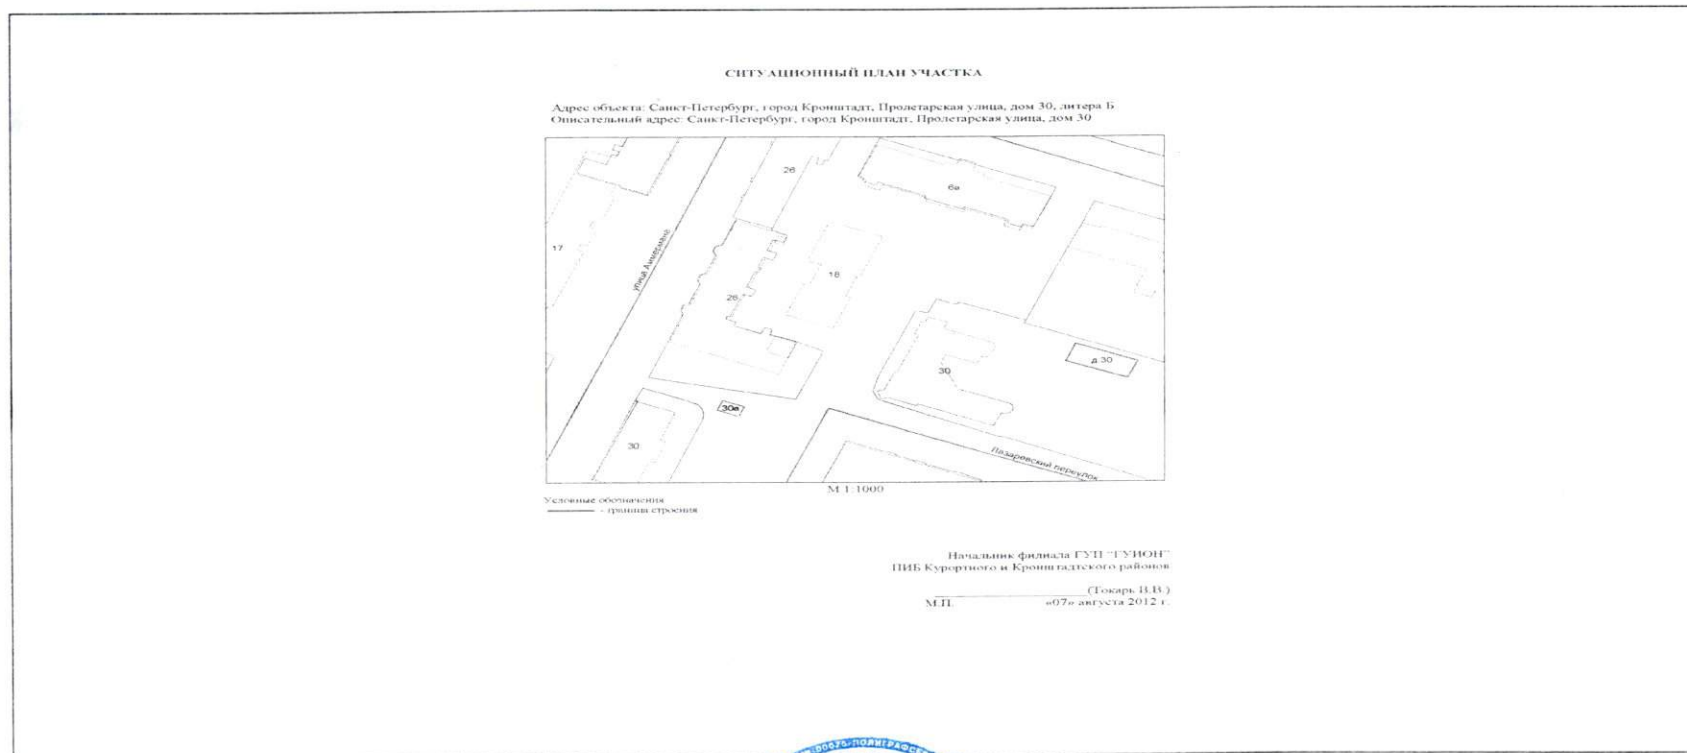 СИТУАЦИОННЫЙ ПЛАН УЧАСТКА
Адрес объекта: Санкт-Петербург, город Кронштадт, Пролетарская улица, дом 30, литера Б
Описательный адрес: Санкт-Петербург, город Кронштадт, Пролетарская улица, дом 30
26
6а
17
улица Аммермана
18
26
д.30
30
30а
30
Лазаревский переулок
М 1:1000
Условные обозначения
- граница строения
Начальник филиала ГУП "ГУИОН"
ПИБ Курортного и Кронштадтского районов
(Токарь В.В.)
М.П. «07» августа 2012 г.